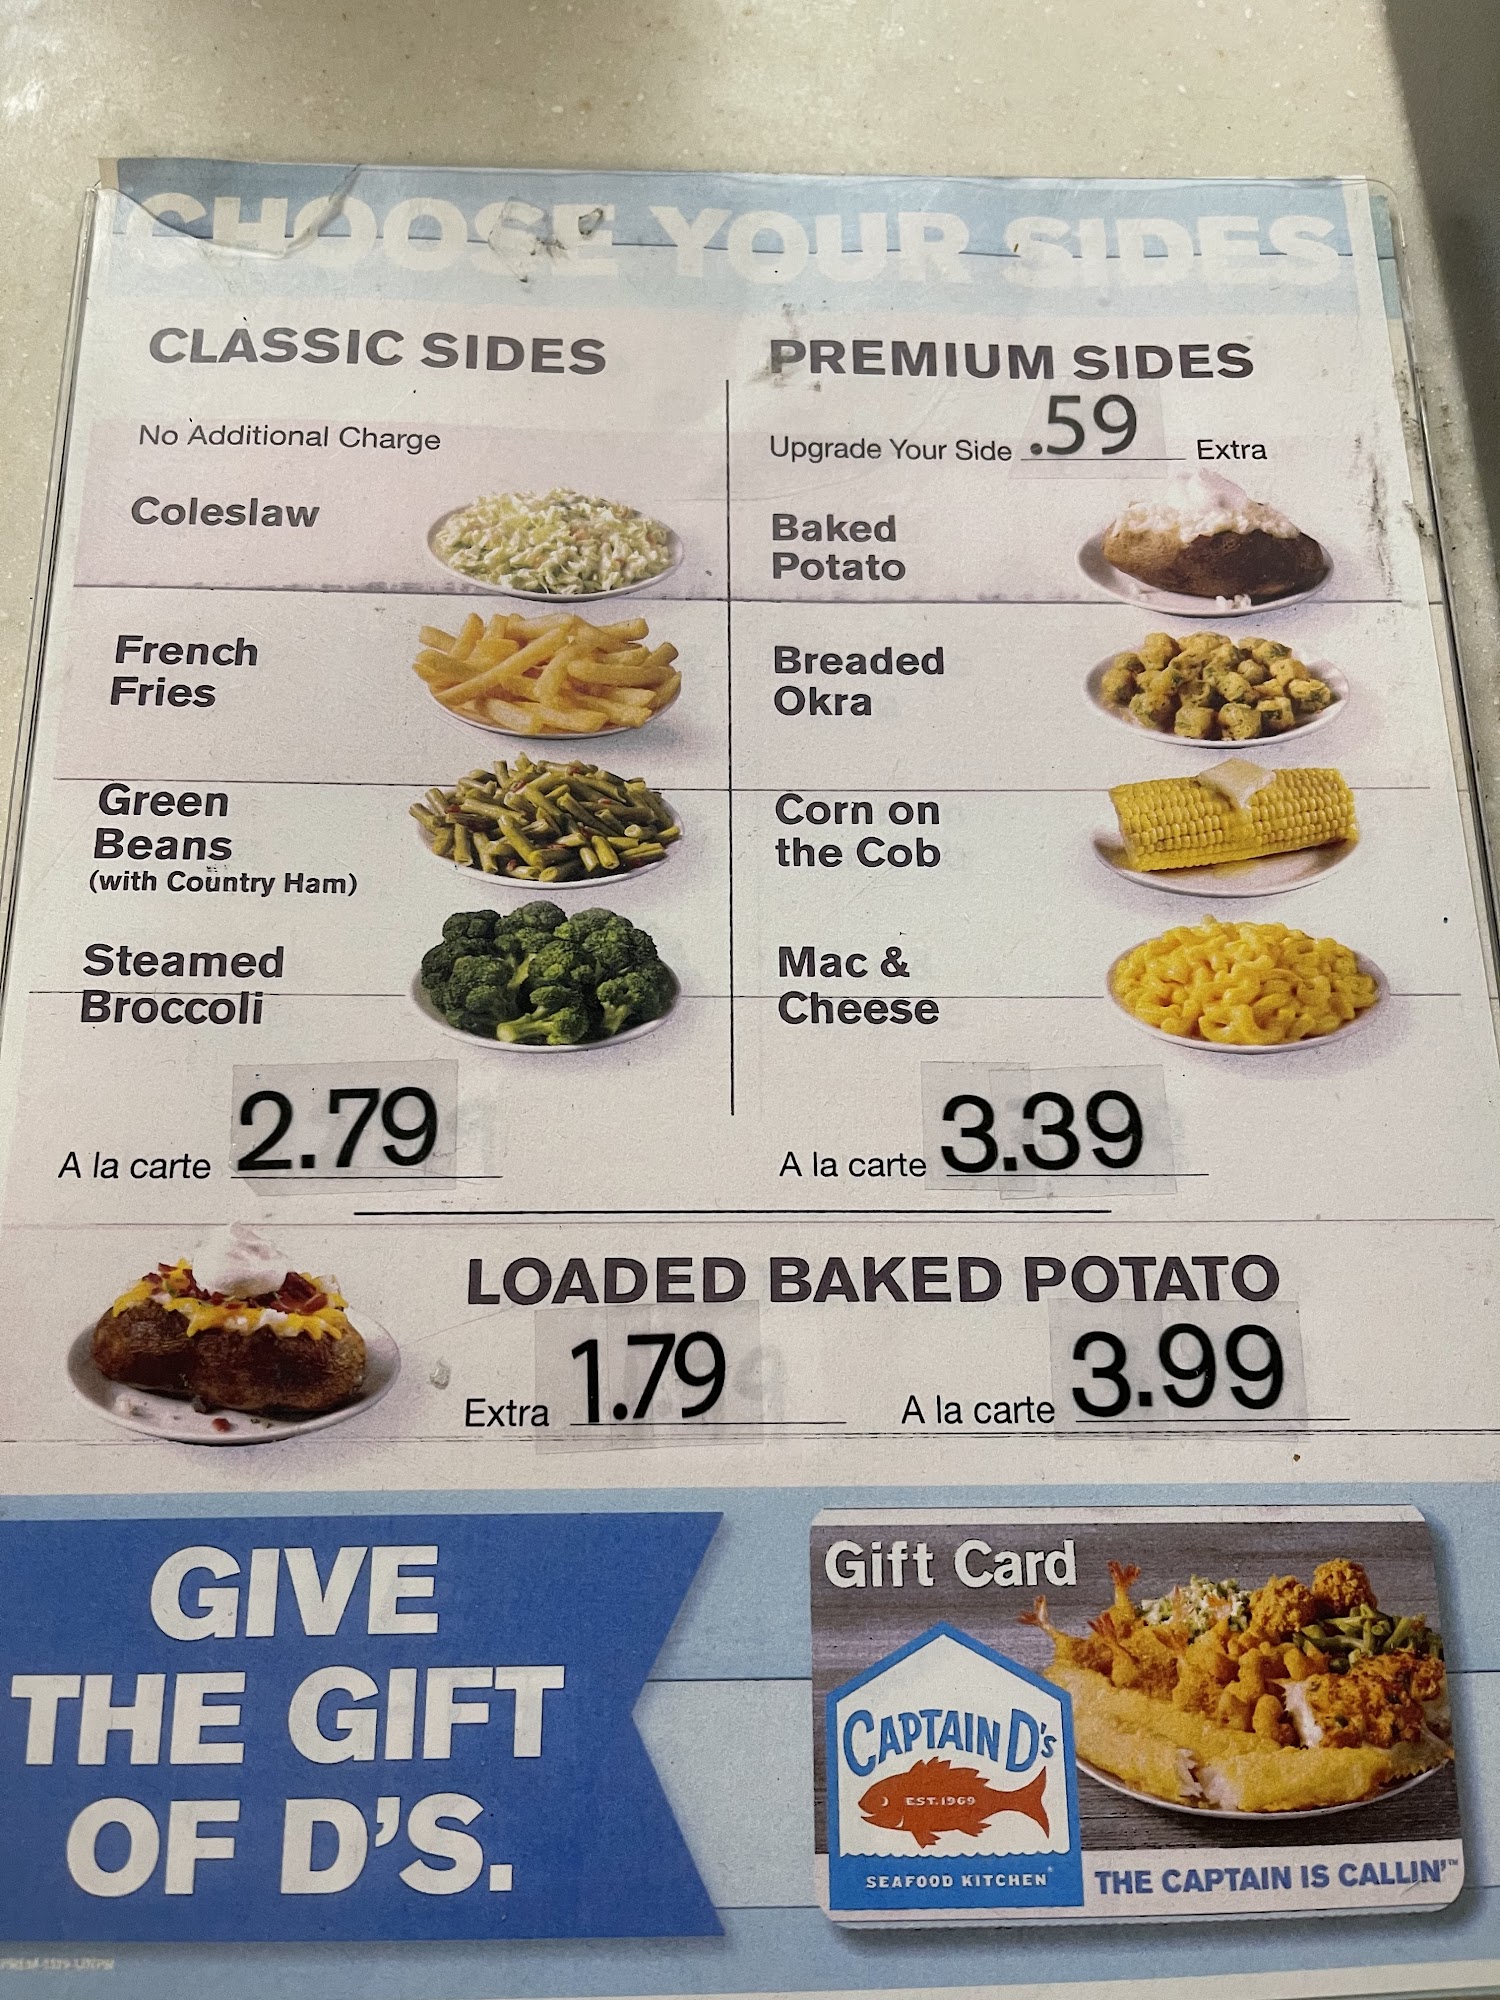 CHOOSE YOUR SIDES
CLASSIC SIDES
No Additional Charge
Coleslaw
French
Fries
Green
Beans
(with Country Ham)
Steamed
Broccoli
A la carte 2.79
PREMIUM SIDES
Upgrade Your Side .59 Extra
Baked
Potato
Breaded
Okra
Corn on
the Cob
Mac &
Cheese
A la carte 3.39
LOADED BAKED POTATO
Extra 1.79 A la carte 3.99
GIVE
THE GIFT
OF D'S.
Gift Card
CAPTAIN D's
EST. 1969
SEAFOOD KITCHEN®
THE CAPTAIN IS CALLIN'™